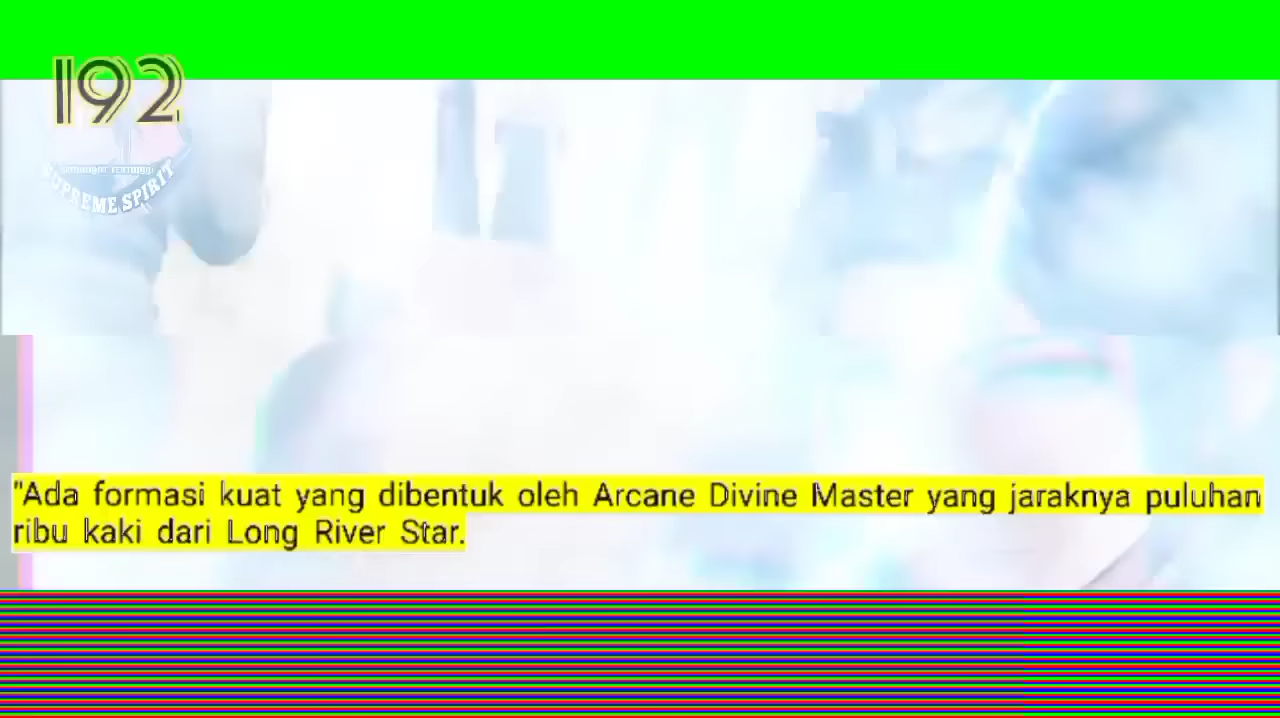 192
SUPREME SPIRIT
"Ada formasi kuat yang dibentuk oleh Arcane Divine Master yang jaraknya puluhan
ribu kaki dari Long River Star.